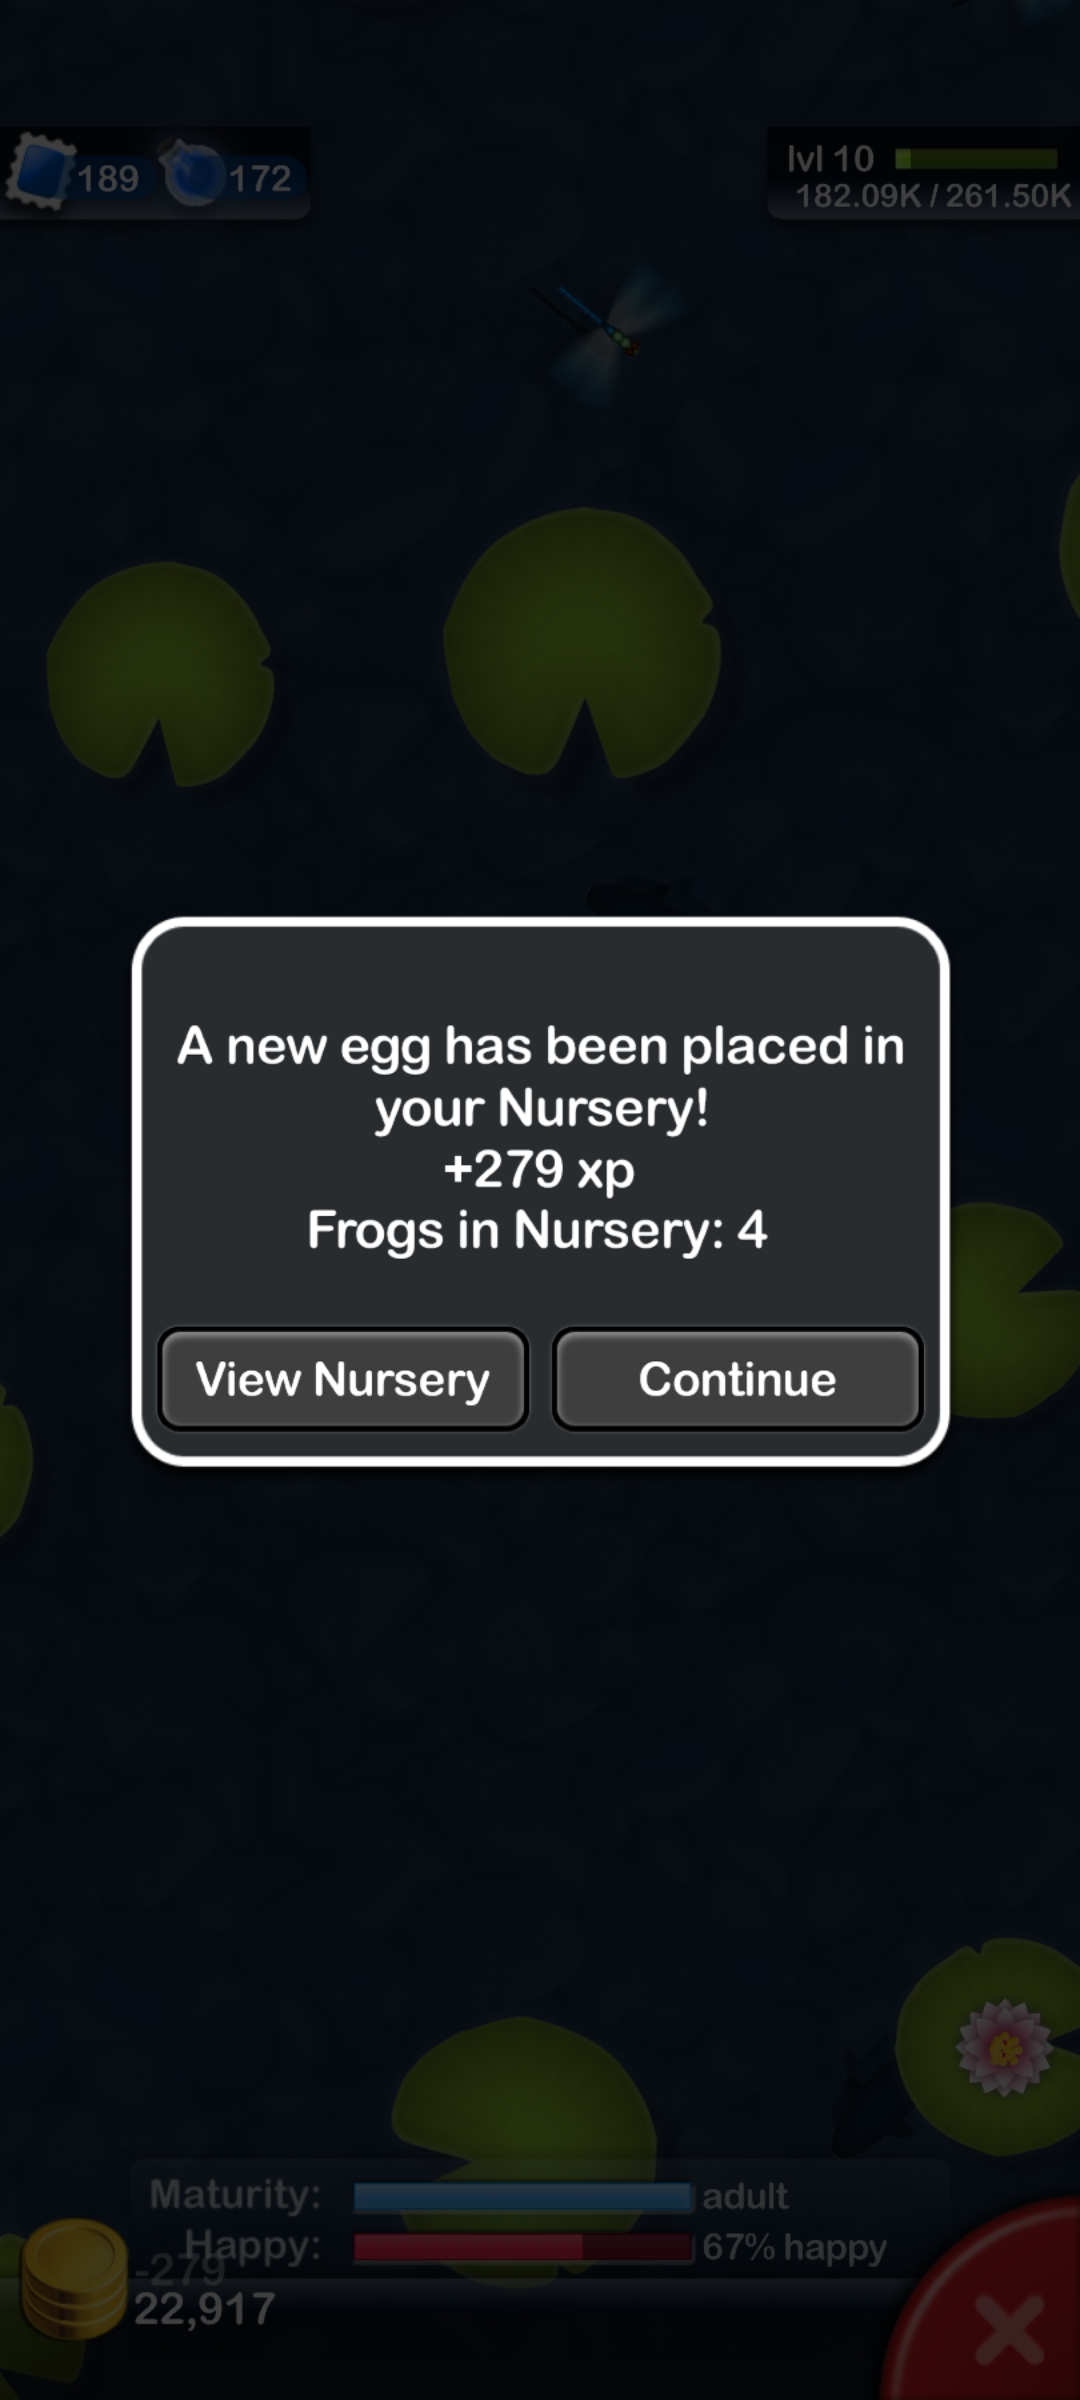 189 172
lvl 10
182.09K / 261.50K
A new egg has been placed in
your Nursery!
+279 xp
Frogs in Nursery: 4
View Nursery Continue
Maturity: adult
Happy: 67% happy
-279
22,917